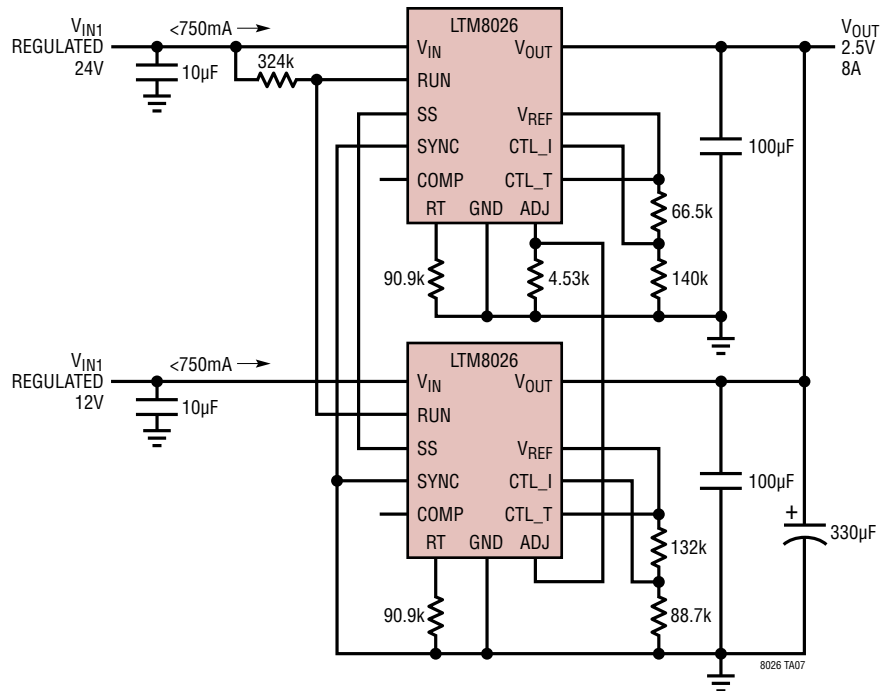 VIN1
REGULATED
24V
<750mA
10µF
324k
LTM8026
VIN
RUN
SS
SYNC
COMP
RT
GND
ADJ
VOUT
VREF
CTL_I
CTL_T
90.9k
4.53k
66.5k
140k
100µF
VOUT
2.5V
8A
VIN1
REGULATED
12V
<750mA
10µF
LTM8026
VIN
RUN
SS
SYNC
COMP
RT
GND
ADJ
VOUT
VREF
CTL_I
CTL_T
90.9k
132k
88.7k
100µF
+
330µF
8026 TA07